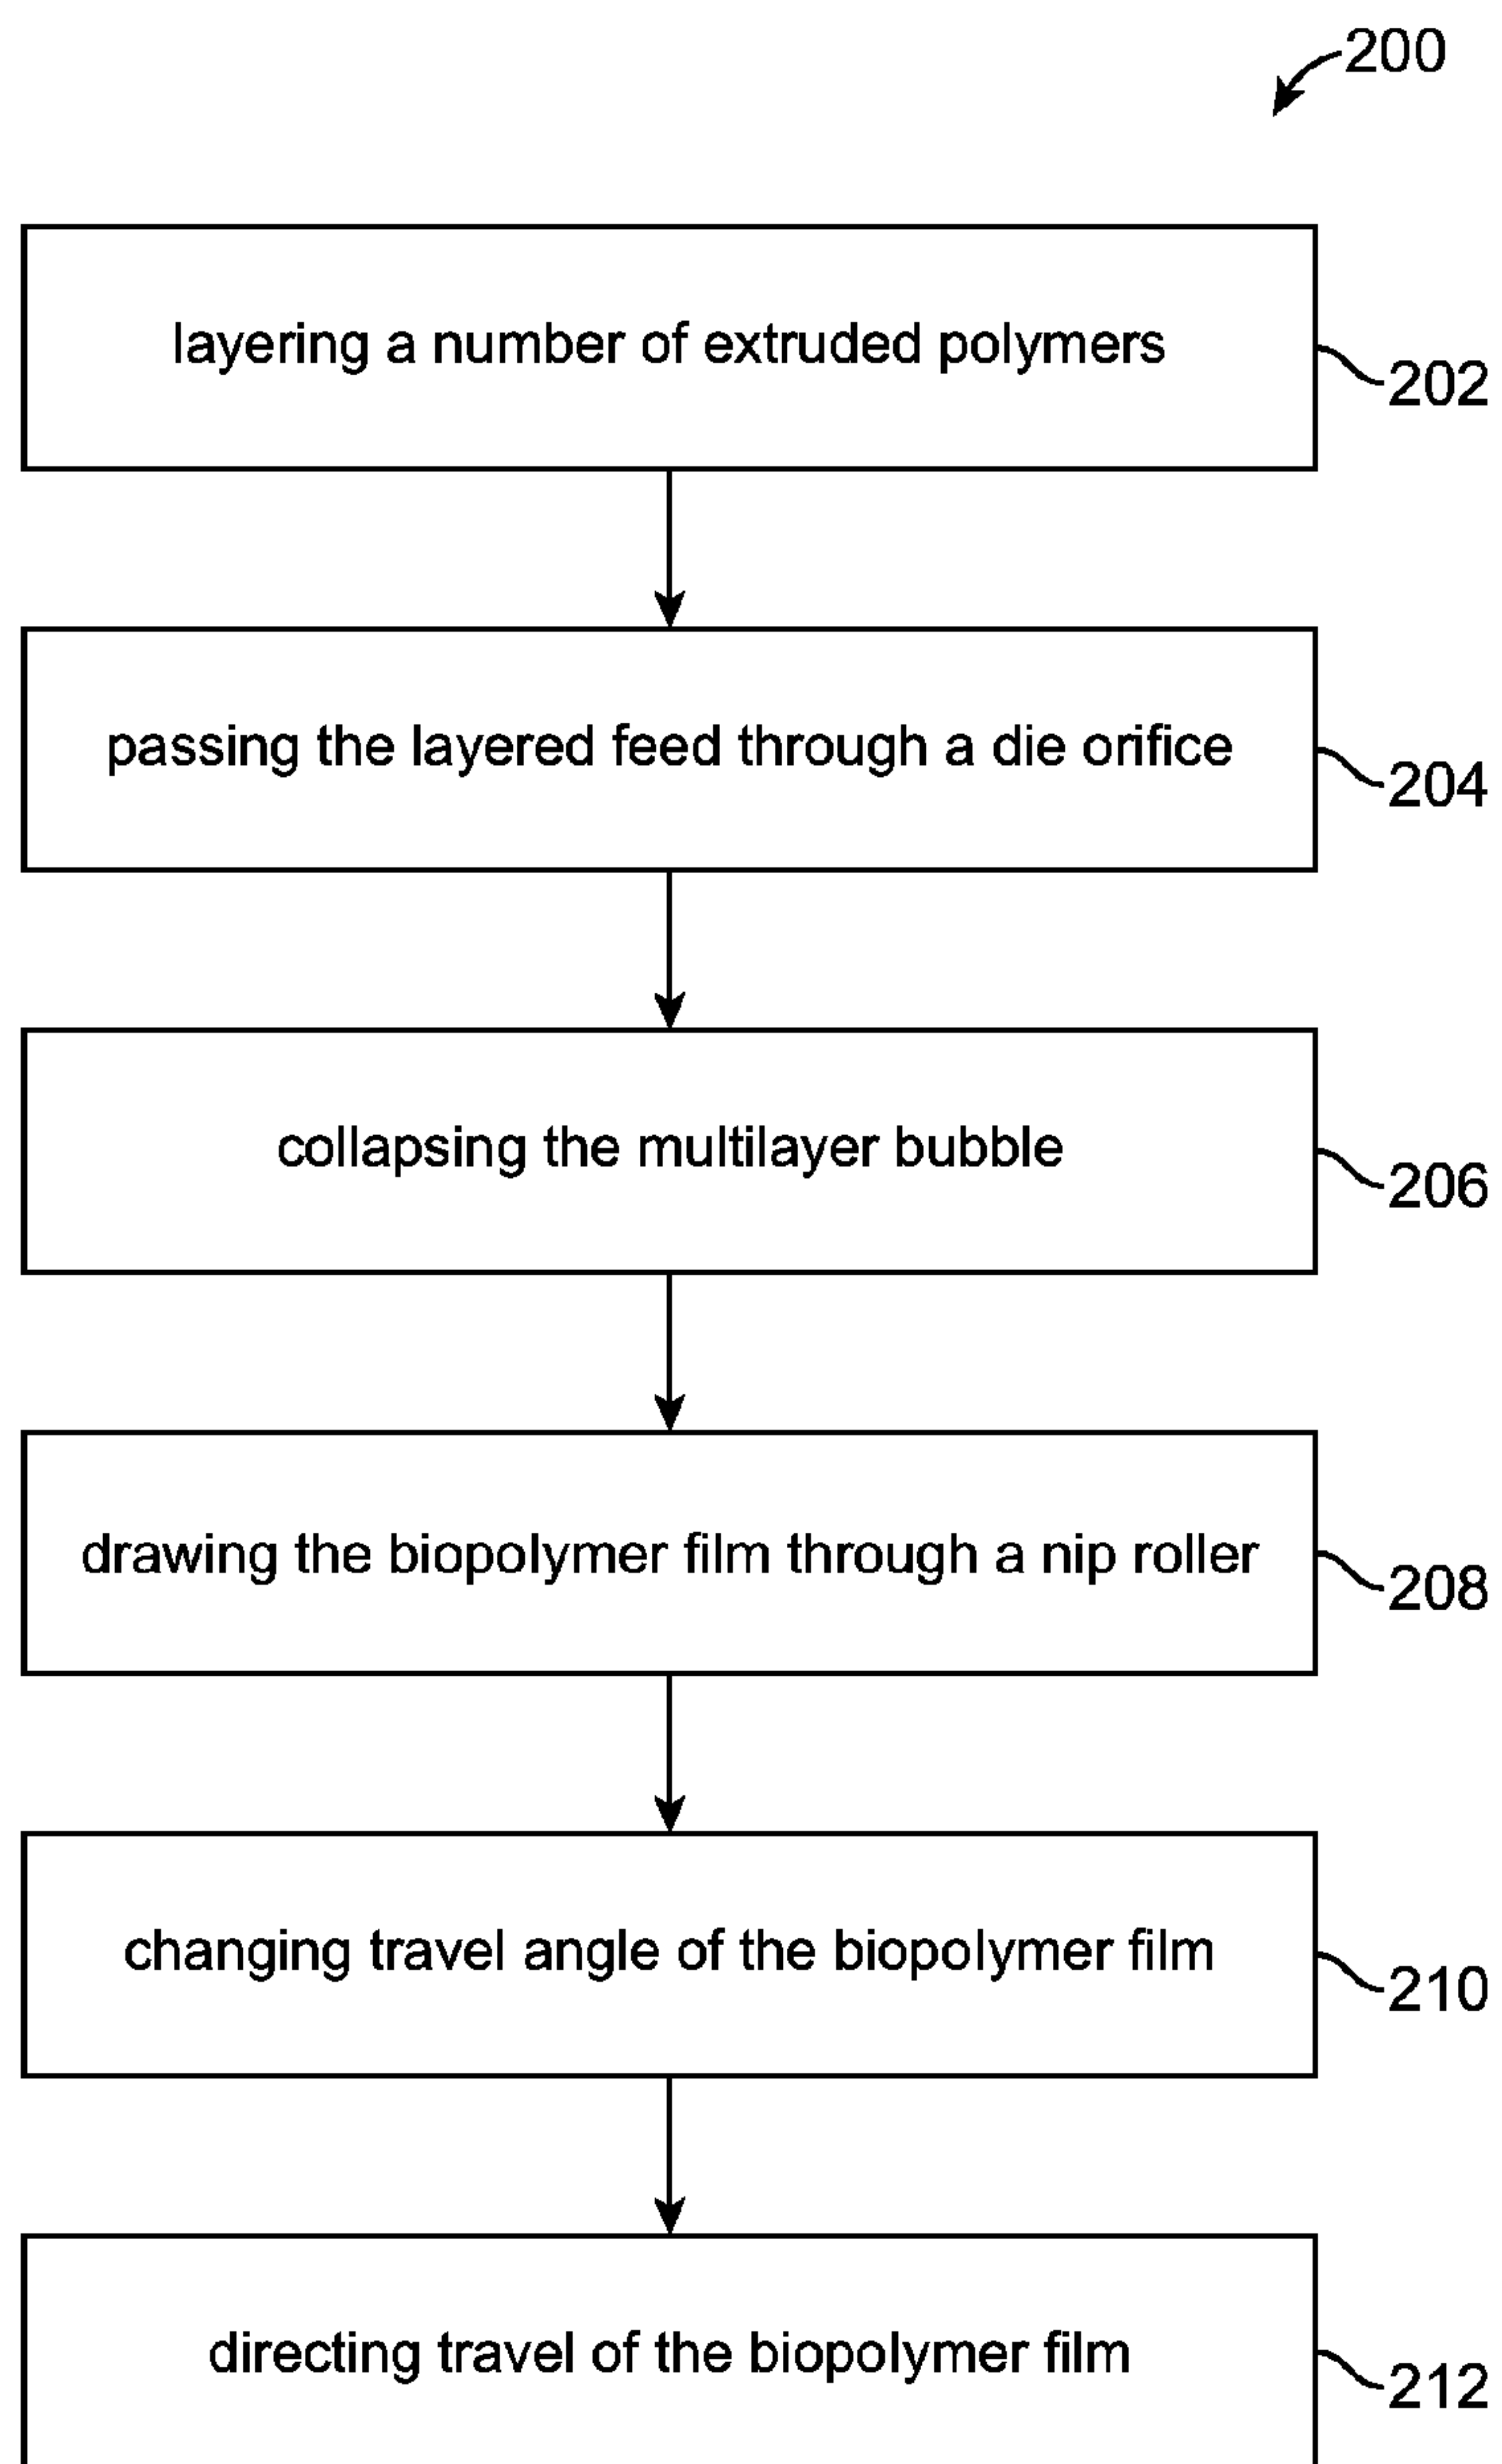 200
layering a number of extruded polymers
202
passing the layered feed through a die orifice
204
collapsing the multilayer bubble
206
drawing the biopolymer film through a nip roller
208
changing travel angle of the biopolymer film
210
directing travel of the biopolymer film
212